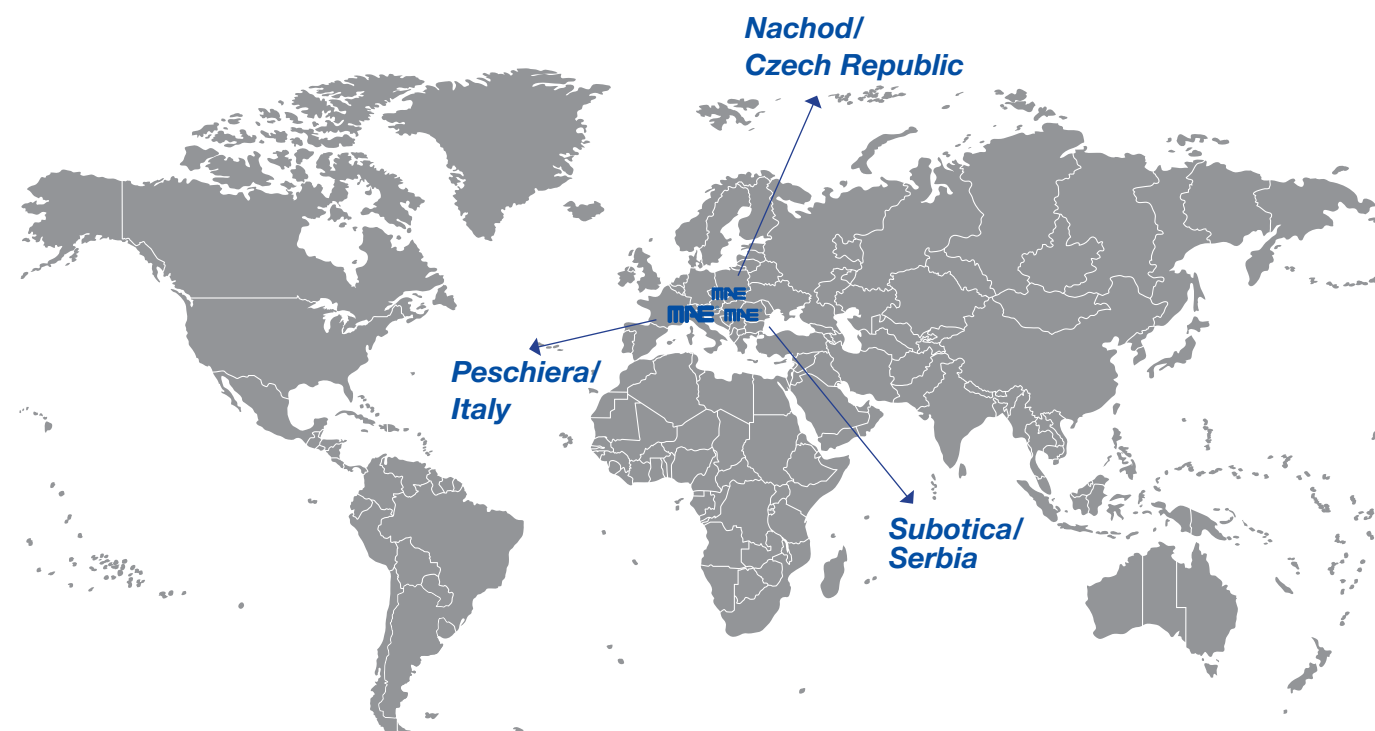 Nachod/
Czech Republic
MAE
MAE MAE
Peschiera/
Italy
Subotica/
Serbia